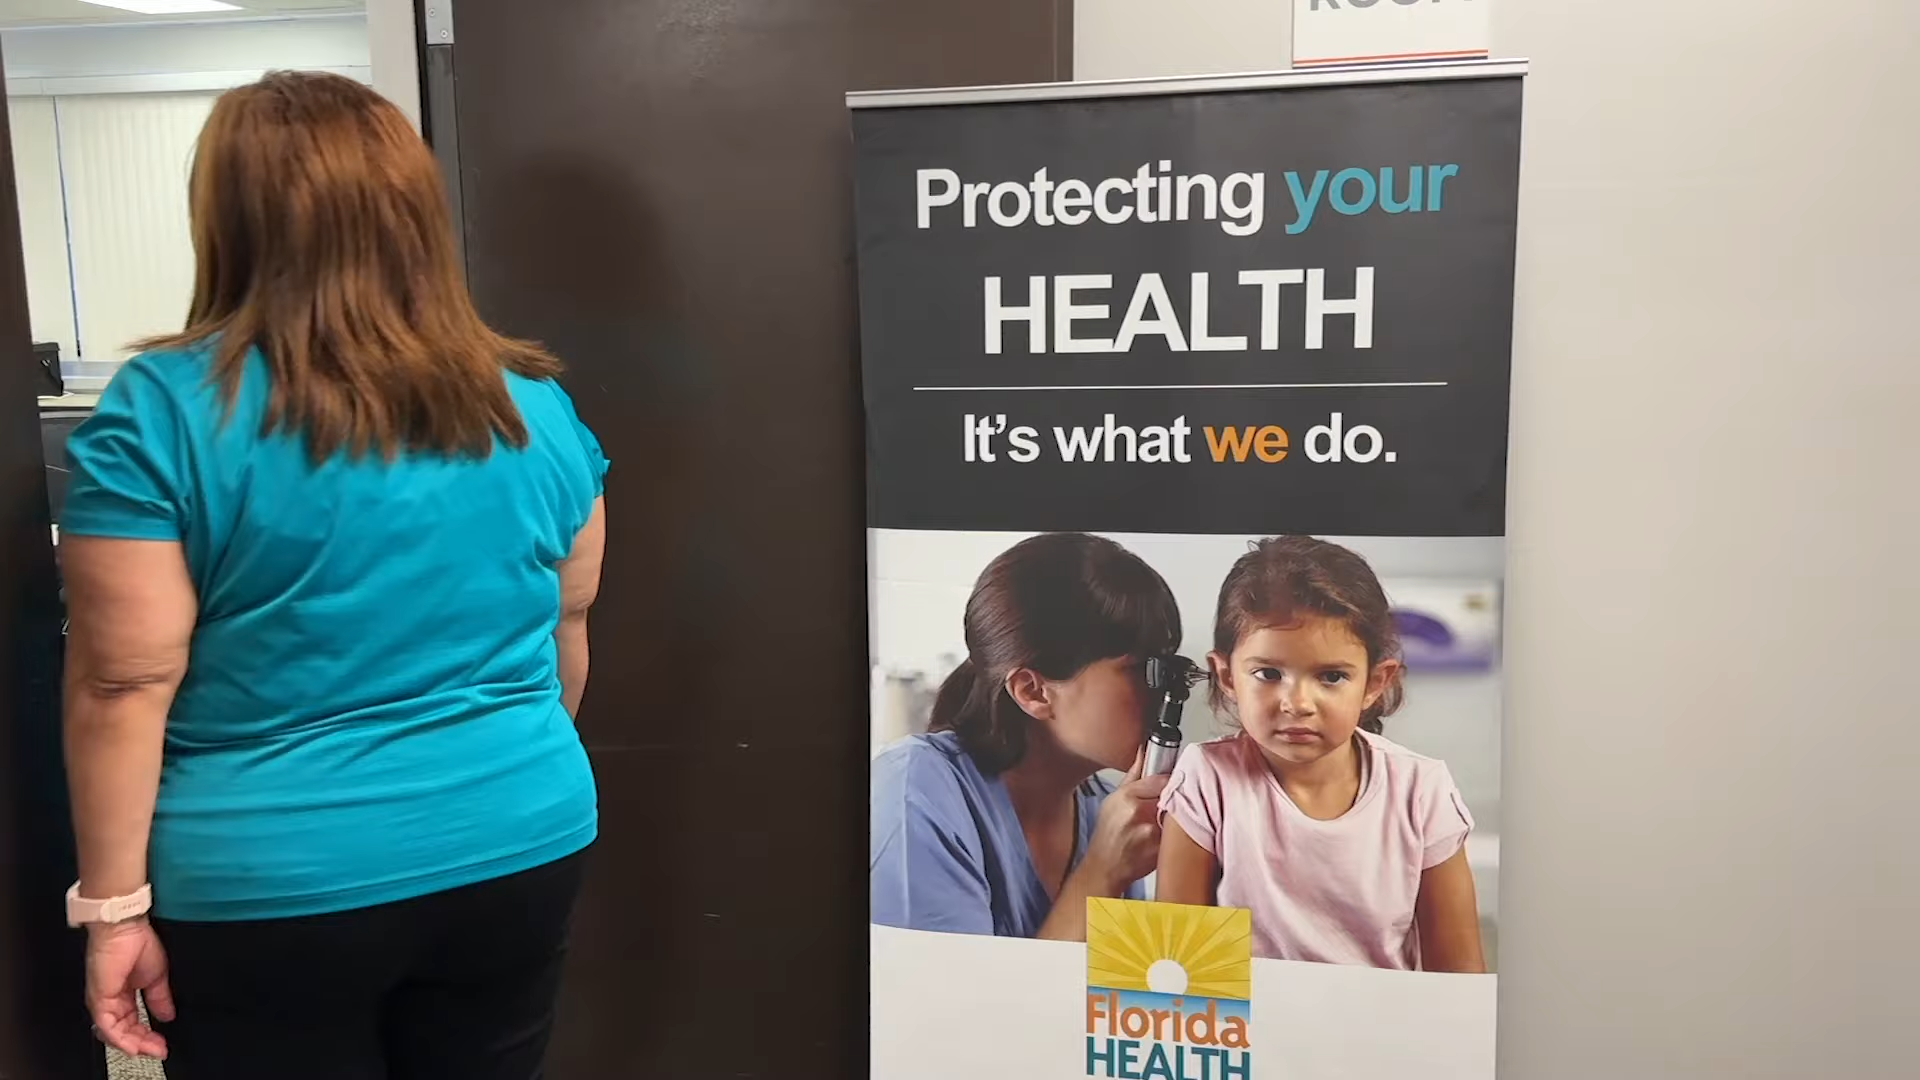 Protecting your
HEALTH
It's what we do.
Florida
HEALTH